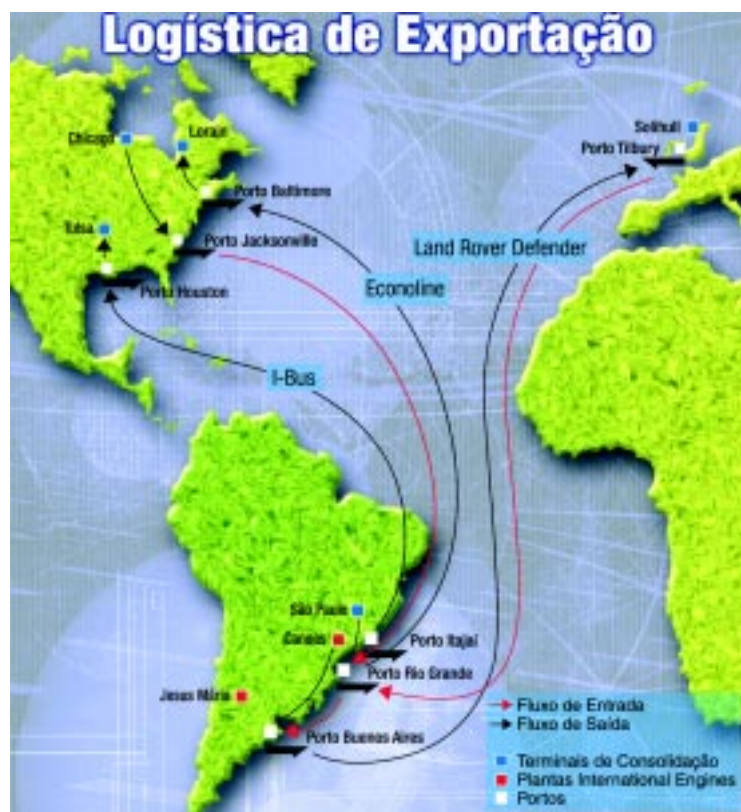 Logística de Exportação
Chicago
Lorain
Solihull
Porto Tilbury
Porto Baltimore
Tulsa
Porto Jacksonville
Land Rover Defender
Econoline
Porto Houston
I-Bus
São Paulo
Canoas
Porto Itajaí
Porto Rio Grande
Jesus Mária
Porto Buenos Aires
Fluxo de Entrada
Fluxo de Saída
Terminais de Consolidação
Plantas International Engines
Portos